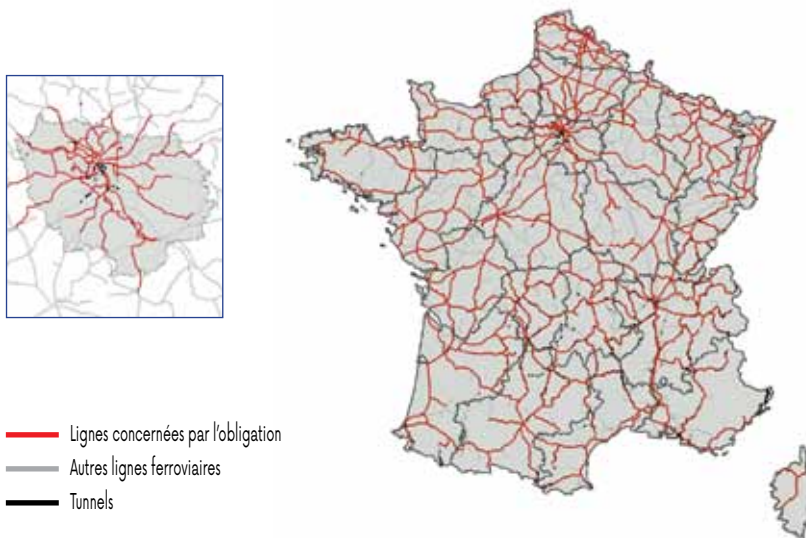 Lignes concernées par l'obligation
Autres lignes ferroviaires
Tunnels